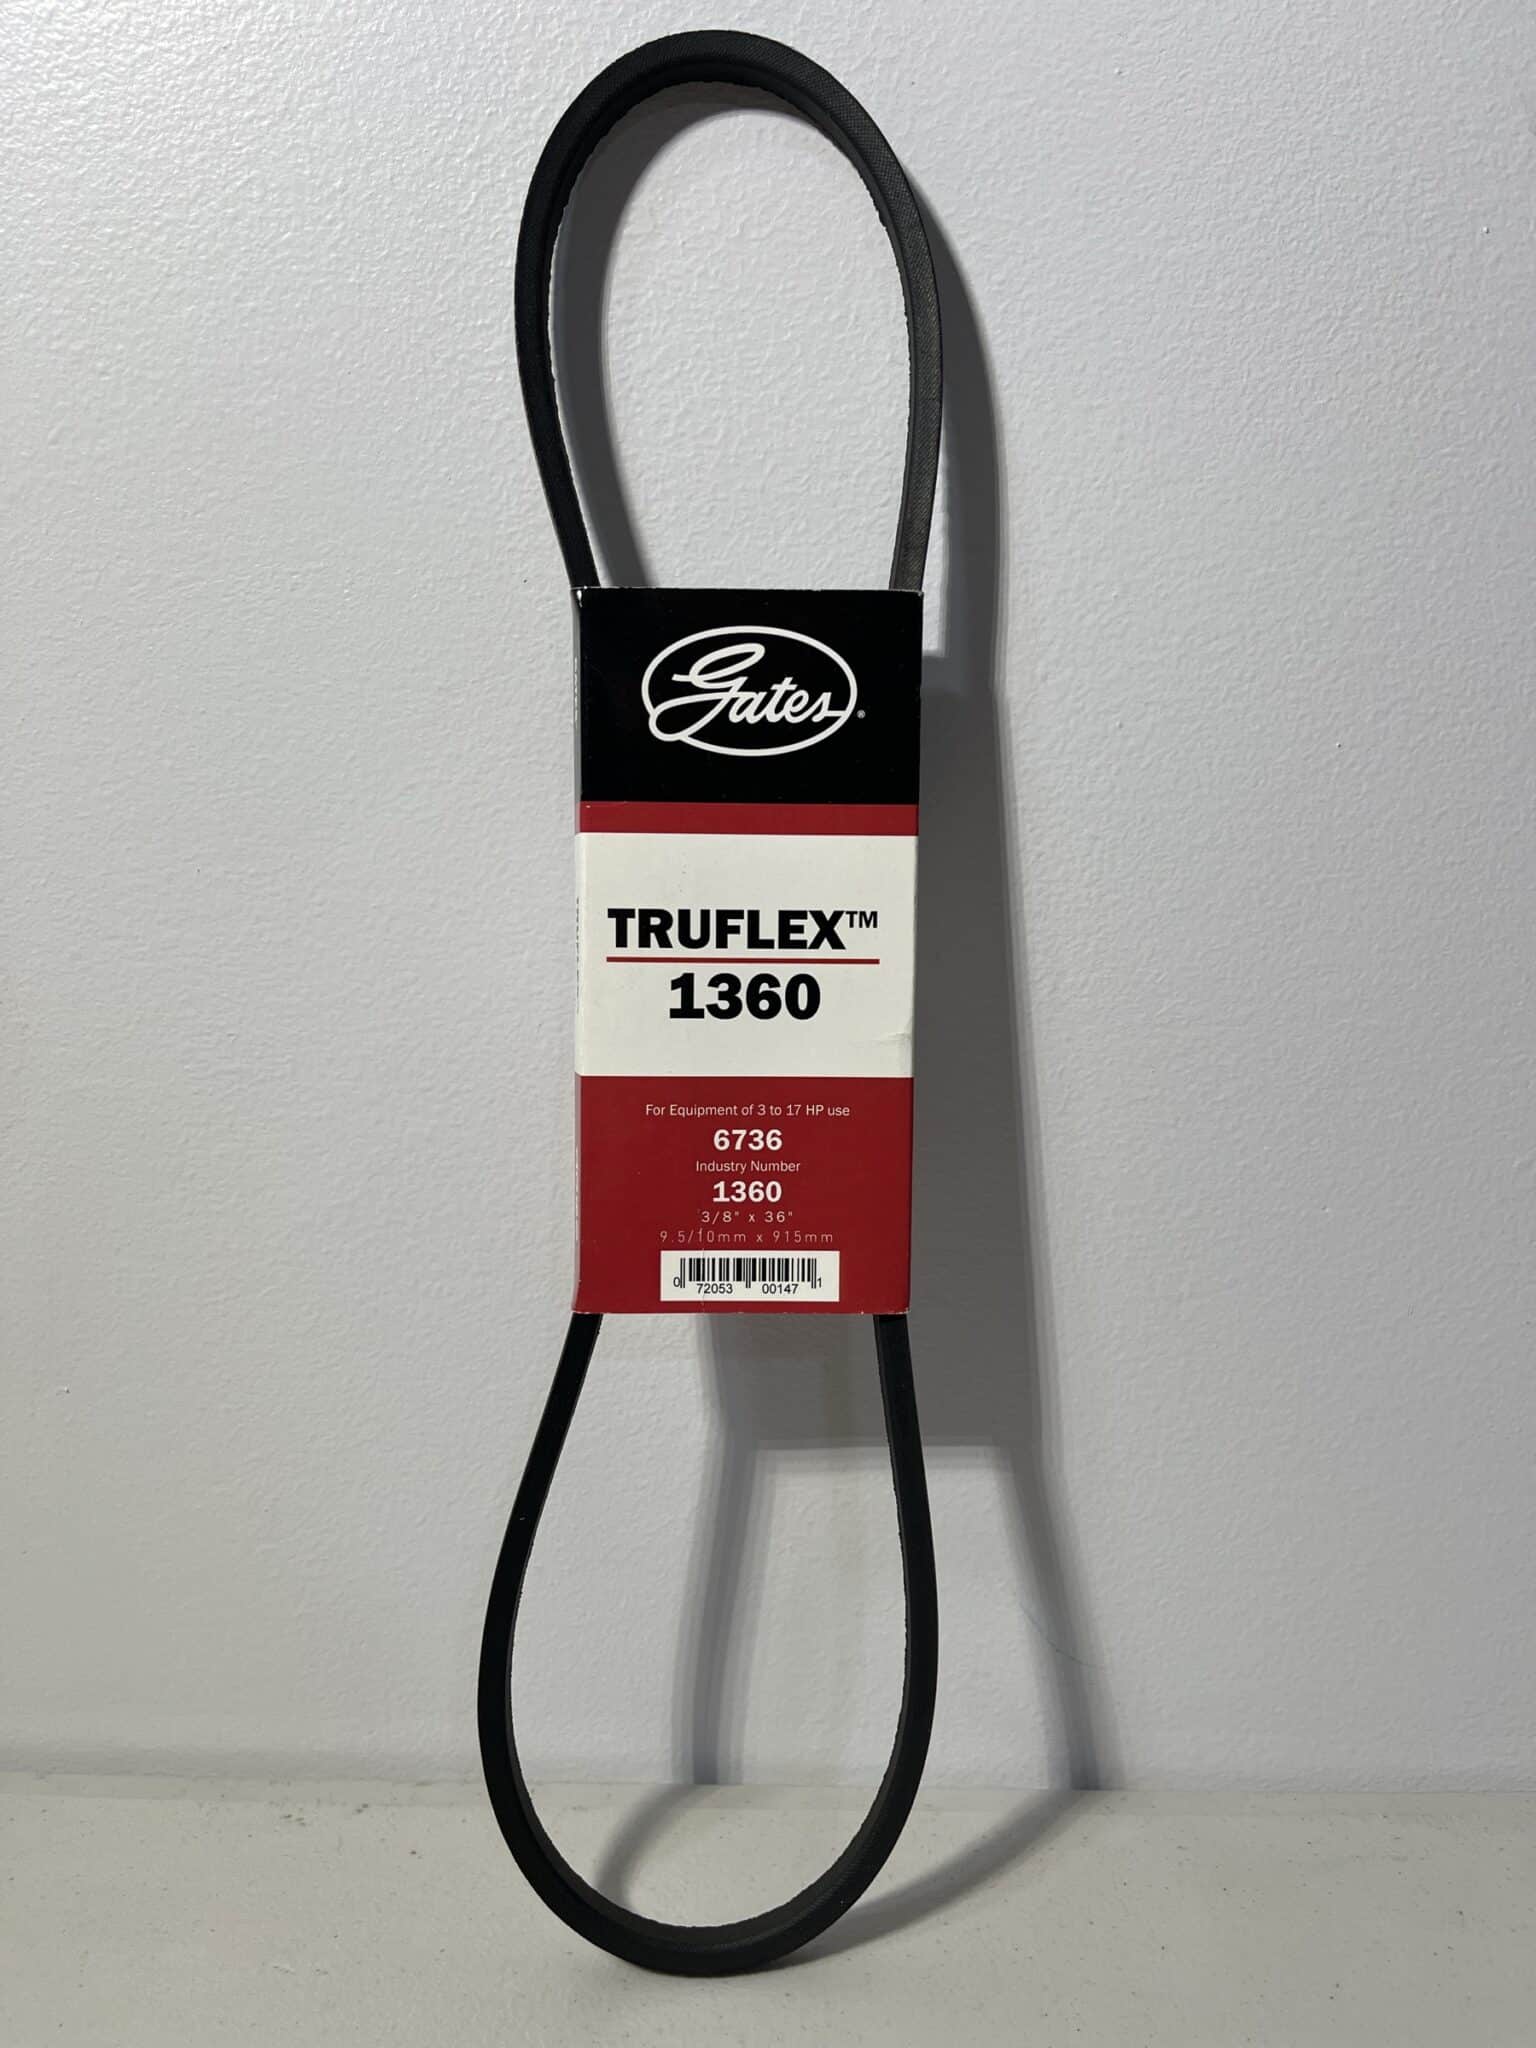 Gates®
TRUFLEX™
1360
For Equipment of 3 to 17 HP use
6736
Industry Number
1360
3/8" x 36"
9.5/10mm x 915mm
0 72053 00147 1